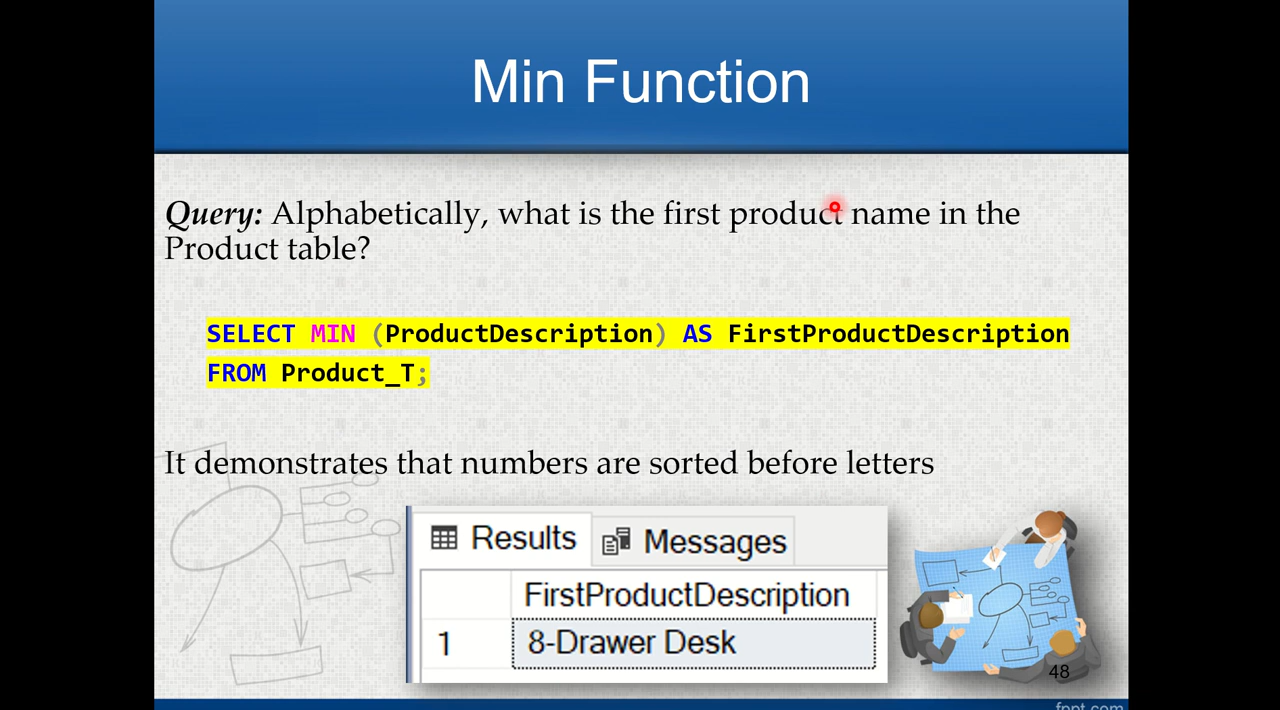 Min Function
Query: Alphabetically, what is the first product name in the
Product table?
SELECT MIN (ProductDescription) AS FirstProductDescription
FROM Product_T;
It demonstrates that numbers are sorted before letters
Results Messages
FirstProductDescription
1 8-Drawer Desk
48
fppt.com